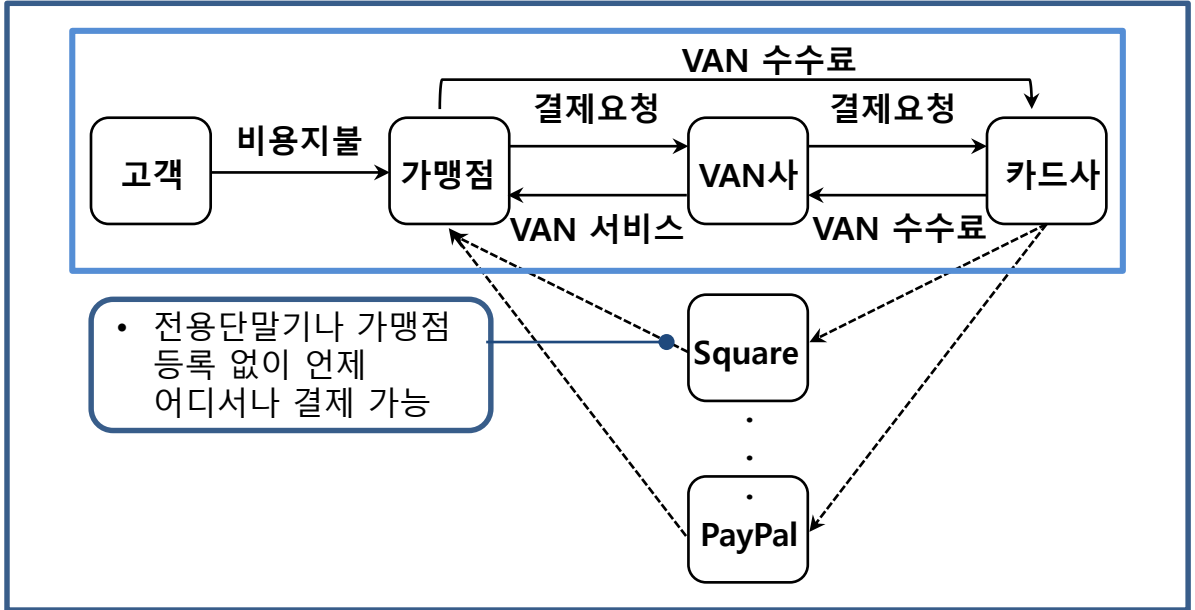 VAN 수수료
결제요청
결제요청
비용지불
고객
가맹점
VAN사
카드사
VAN 서비스
VAN 수수료
• 전용단말기나 가맹점
등록 없이 언제
어디서나 결제 가능
Square
PayPal